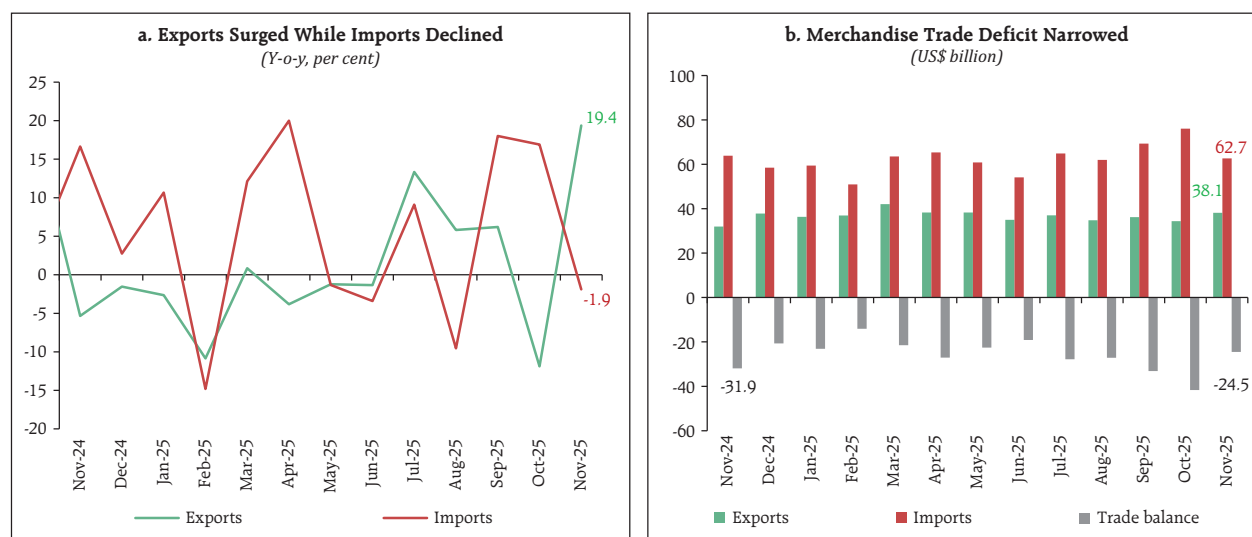 a. Exports Surged While Imports Declined
(Y-o-y, per cent)
25
20
15
10
5
0
-5
-10
-15
-20
19.4
-1.9
Nov-24
Dec-24
Jan-25
Feb-25
Mar-25
Apr-25
May-25
Jun-25
Jul-25
Aug-25
Sep-25
Oct-25
Nov-25
Exports
Imports
b. Merchandise Trade Deficit Narrowed
(US$ billion)
100
80
60
40
20
0
-20
-40
-60
62.7
38.1
-31.9
-24.5
Nov-24
Dec-24
Jan-25
Feb-25
Mar-25
Apr-25
May-25
Jun-25
Jul-25
Aug-25
Sep-25
Oct-25
Nov-25
Exports
Imports
Trade balance